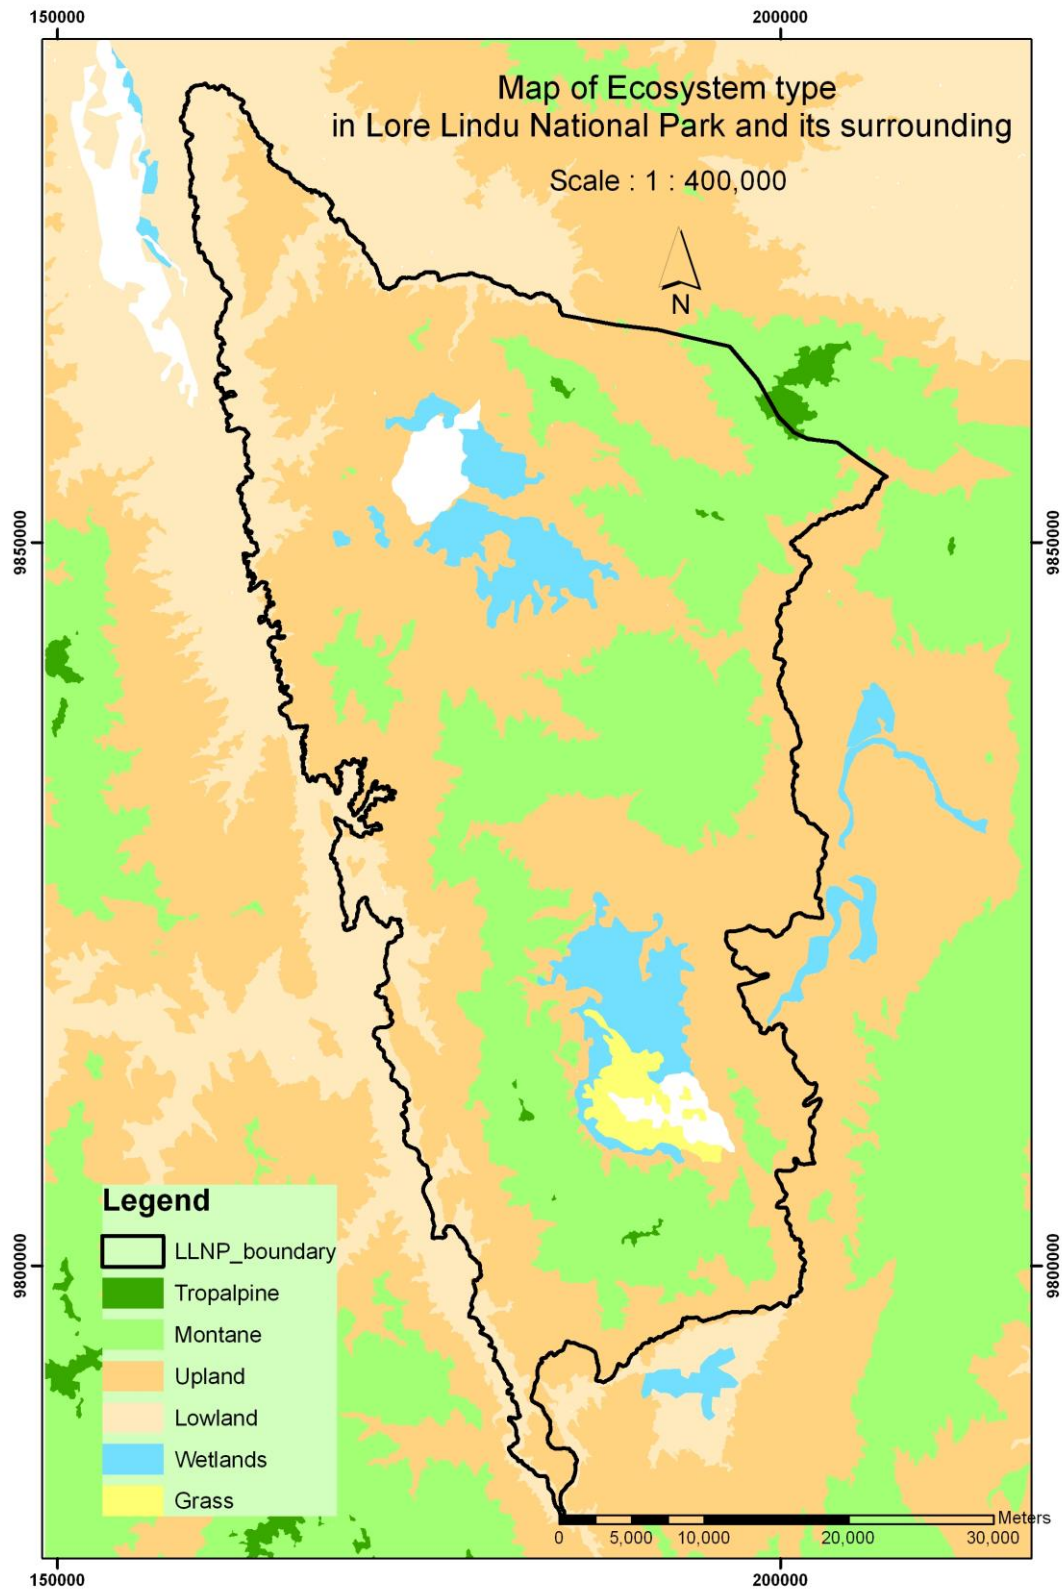 150000 200000
Map of Ecosystem type
in Lore Lindu National Park and its surrounding
Scale : 1 : 400,000
N
9850000 9850000
9800000 9800000
Legend
LLNP_boundary
Tropalpine
Montane
Upland
Lowland
Wetlands
Grass
Meters
0 5,000 10,000 20,000 30,000
150000 200000